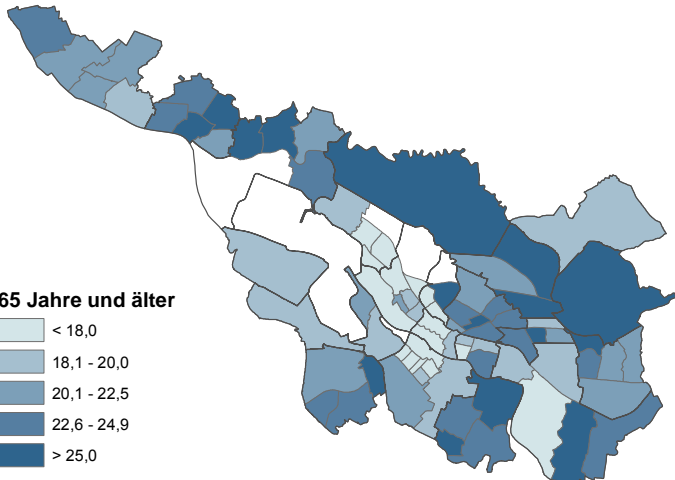 65 Jahre und älter
< 18,0
18,1 - 20,0
20,1 - 22,5
22,6 - 24,9
> 25,0